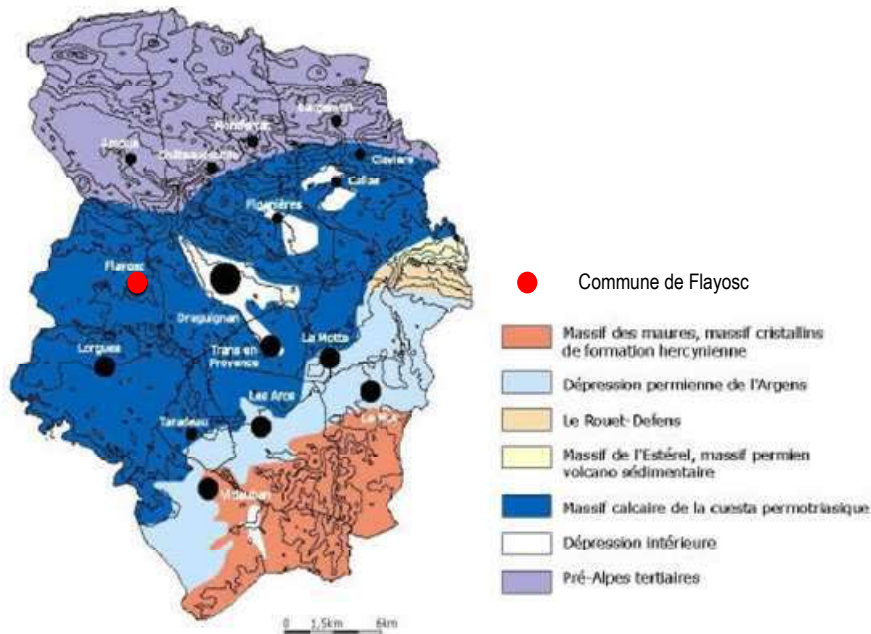 Bargemon
Montferrat
Ampus
Châteaudouble
Claviers
Callas
Figanières
Flayosc
Draguignan
Trans en
Provence
La Motte
Lorgues
Les Arcs
Taradeau
Le Muy
Vidauban
0 1,5km 6km
Commune de Flayosc
Massif des maures, massif cristallins
de formation hercynienne
Dépression permienne de l'Argens
Le Rouet-Defens
Massif de l'Estérel, massif permien
volcano sédimentaire
Massif calcaire de la cuesta permotriasique
Dépression intérieure
Pré-Alpes tertiaires